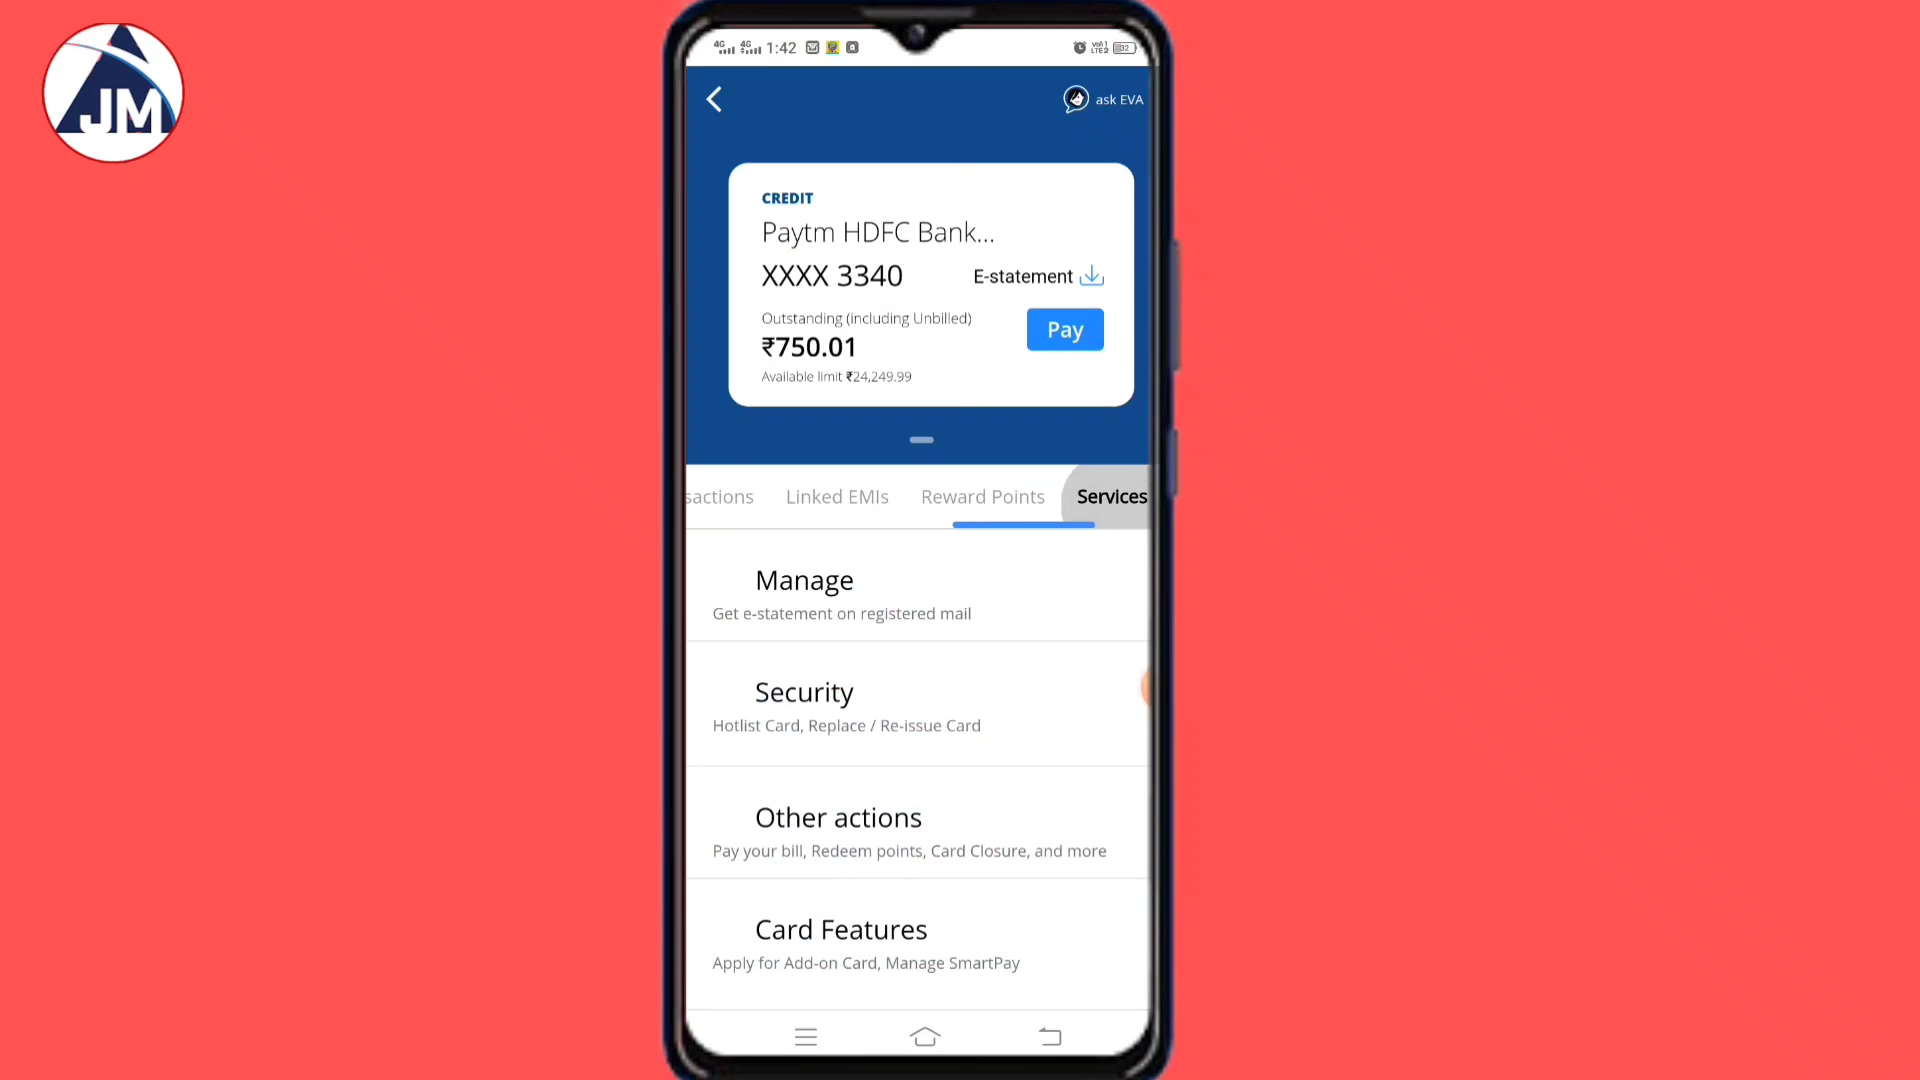 JM
4G 4G 1:42
32
ask EVA
CREDIT
Paytm HDFC Bank...
XXXX 3340
E-statement
Outstanding (including Unbilled)
Pay
₹750.01
Available limit ₹24,249.99
sactions Linked EMIs Reward Points Services
Manage
Get e-statement on registered mail
Security
Hotlist Card, Replace / Re-issue Card
Other actions
Pay your bill, Redeem points, Card Closure, and more
Card Features
Apply for Add-on Card, Manage SmartPay